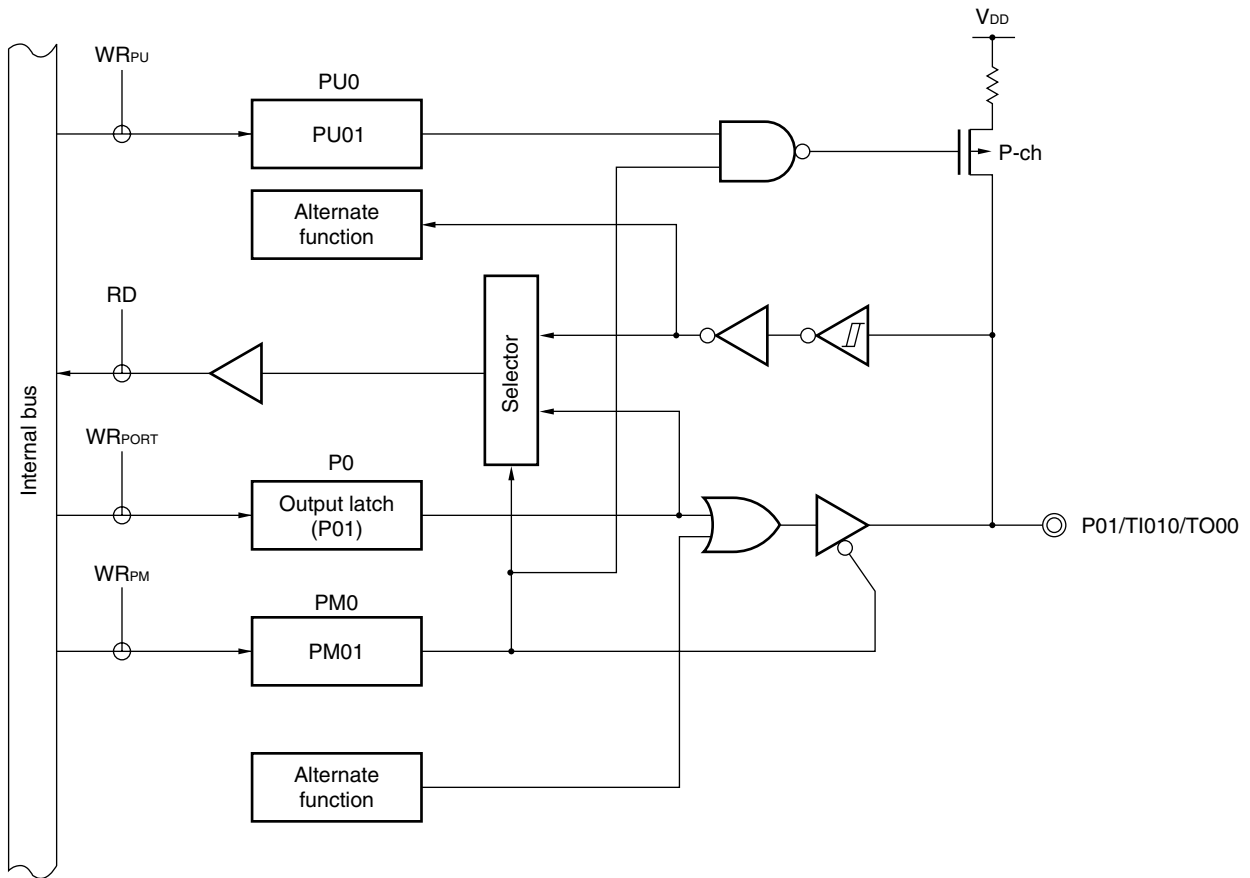 VDD
WRPU
PU0
PU01
P-ch
Alternate
function
RD
Selector
Internal bus
WRPORT
P0
Output latch
(P01)
P01/TI010/TO00
WRPM
PM0
PM01
Alternate
function